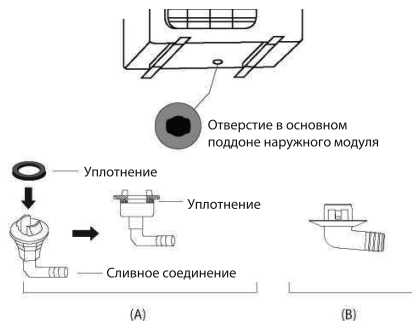 Отверстие в основном
поддоне наружного модуля
Уплотнение
Уплотнение
Сливное соединение
(A)
(B)